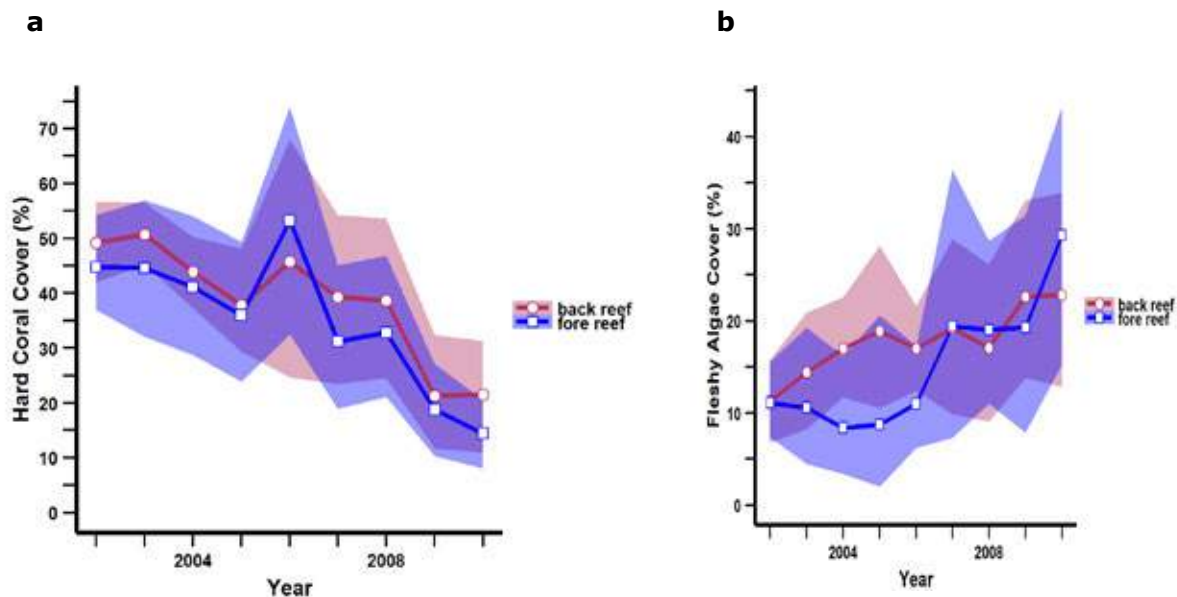 a
b
Hard Coral Cover (%)
70
60
50
40
30
20
10
0
2004
2008
Year
back reef
fore reef
Fleshy Algae Cover (%)
40
30
20
10
0
2004
2008
Year
back reef
fore reef